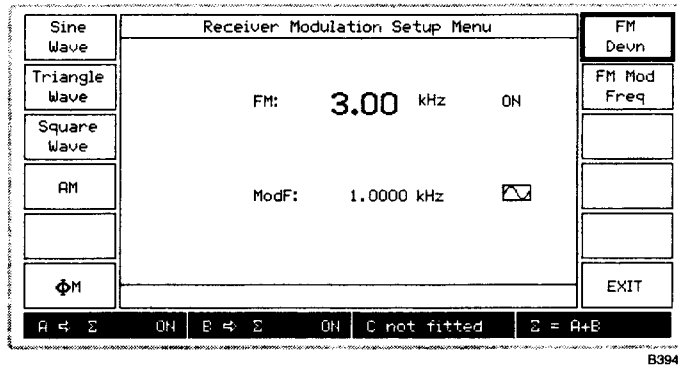 Receiver Modulation Setup Menu
Sine
Wave
Triangle
Wave
Square
Wave
AM
ΦM
FM: 3.00 kHz ON
ModF: 1.0000 kHz
FM
Devn
FM Mod
Freq
EXIT
A ⇨ Σ ON B ⇨ Σ ON C not fitted Σ = A+B
B394